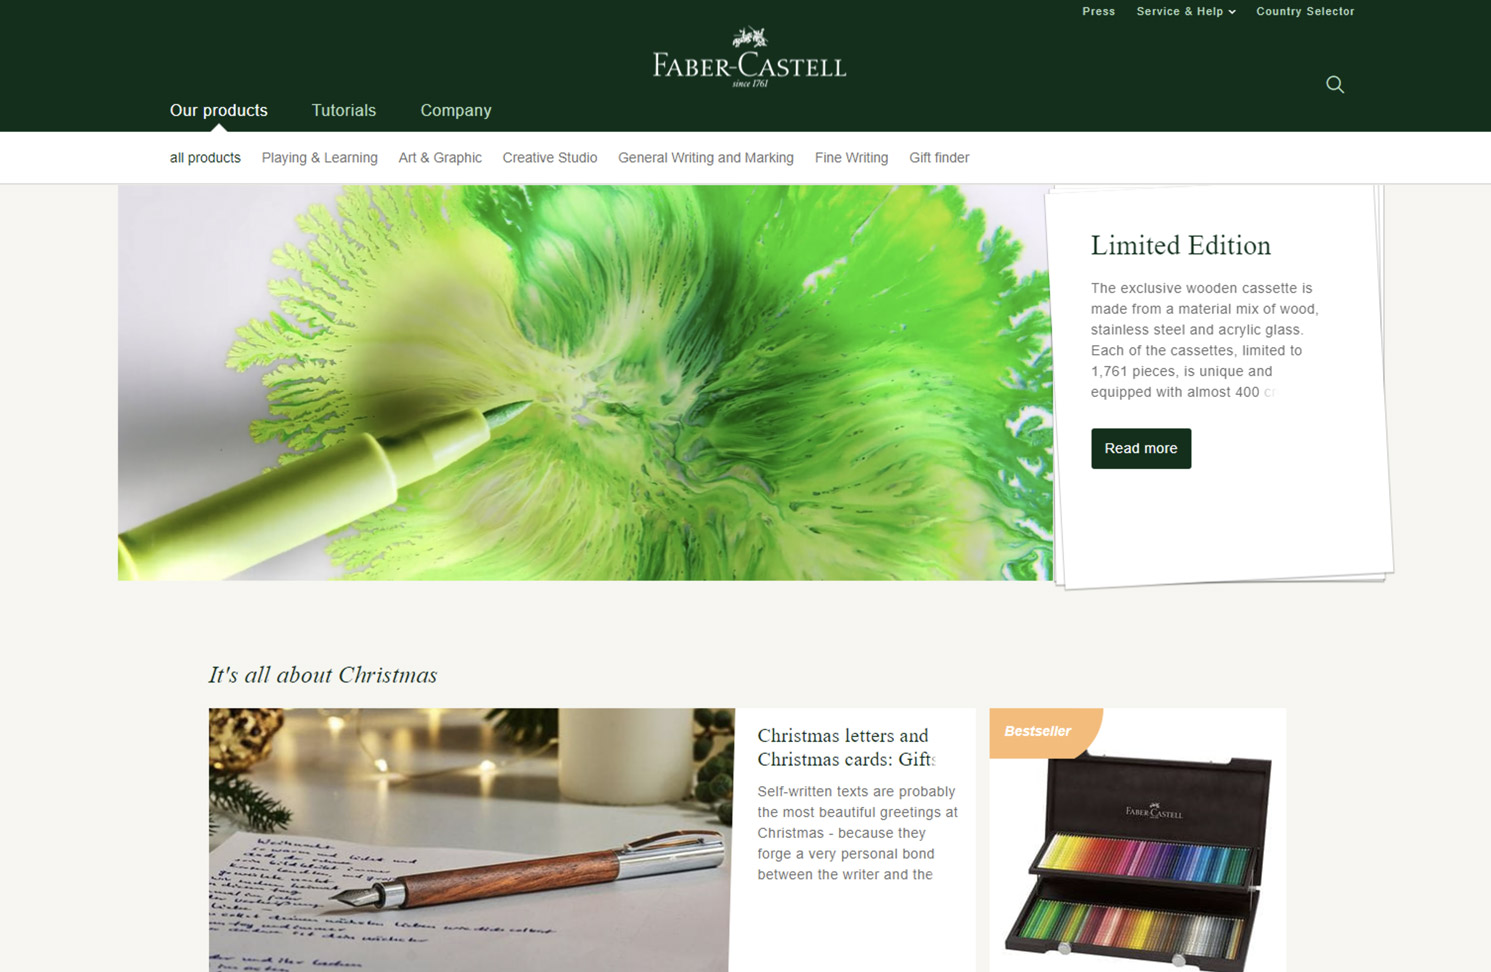 Press Service & Help Country Selector
FABER-CASTELL
since 1761
Our products Tutorials Company
all products Playing & Learning Art & Graphic Creative Studio General Writing and Marking Fine Writing Gift finder
Limited Edition
The exclusive wooden cassette is
made from a material mix of wood,
stainless steel and acrylic glass.
Each of the cassettes, limited to
1,761 pieces, is unique and
equipped with almost 400
Read more
It's all about Christmas
Christmas letters and
Christmas cards: Gifts
Self-written texts are probably
the most beautiful greetings at
Christmas - because they
forge a very personal bond
between the writer and the
Weihnacht
Bestseller
FABER-CASTELL